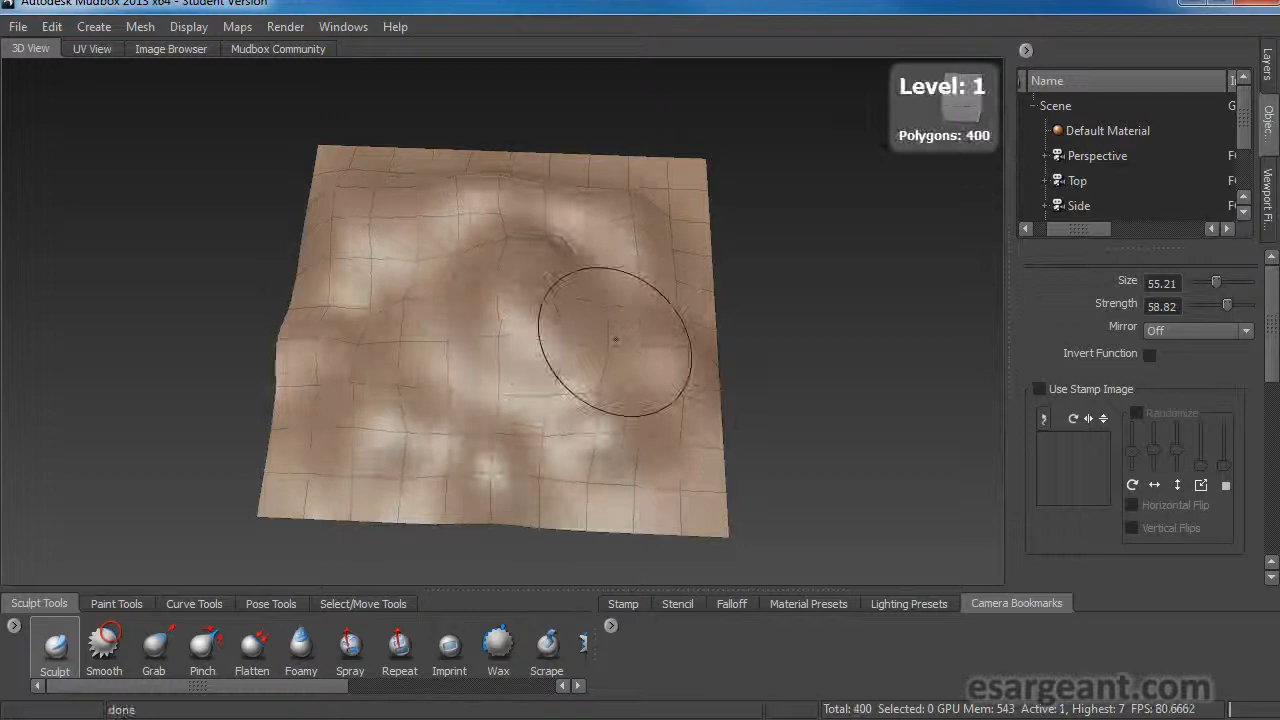 Autodesk Mudbox 2013 x64 - Student Version
File Edit Create Mesh Display Maps Render Windows Help
3D View UV View Image Browser Mudbox Community
Level: 1
Polygons: 400
Name
Scene
Default Material
Perspective
Top
Side
Layers
Objec..
Viewport Fi..
Size 55.21
Strength 58.82
Mirror Off
Invert Function
Use Stamp Image
Randomize
Horizontal Flip
Vertical Flips
Sculpt Tools Paint Tools Curve Tools Pose Tools Select/Move Tools
Stamp Stencil Falloff Material Presets Lighting Presets Camera Bookmarks
Sculpt Smooth Grab Pinch Flatten Foamy Spray Repeat Imprint Wax Scrape
esargeant.com
done
Total: 400 Selected: 0 GPU Mem: 543 Active: 1, Highest: 7 FPS: 80.6662